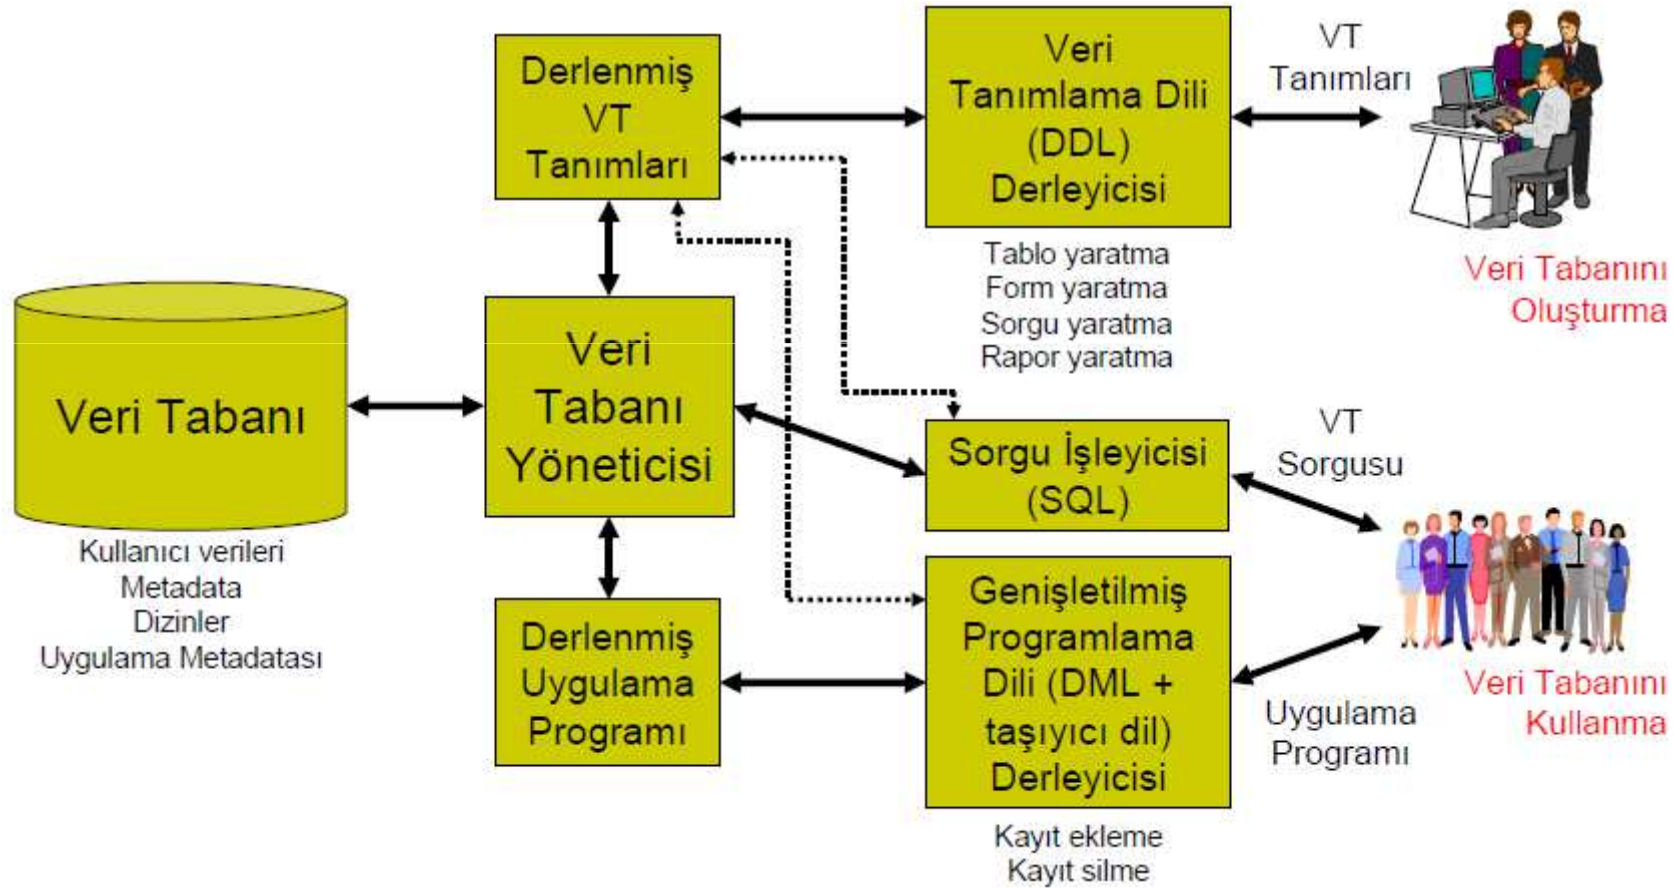 Derlenmiş
VT
Tanımları
Veri
Tanımlama Dili
(DDL)
Derleyicisi
VT
Tanımları
Tablo yaratma
Form yaratma
Sorgu yaratma
Rapor yaratma
Veri Tabanını
Oluşturma
Veri Tabanı
Kullanıcı verileri
Metadata
Dizinler
Uygulama Metadatası
Veri
Tabanı
Yöneticisi
Sorgu İşleyicisi
(SQL)
VT
Sorgusu
Derlenmiş
Uygulama
Programı
Genişletilmiş
Programlama
Dili (DML +
taşıyıcı dil)
Derleyicisi
Uygulama
Programı
Veri Tabanını
Kullanma
Kayıt ekleme
Kayıt silme